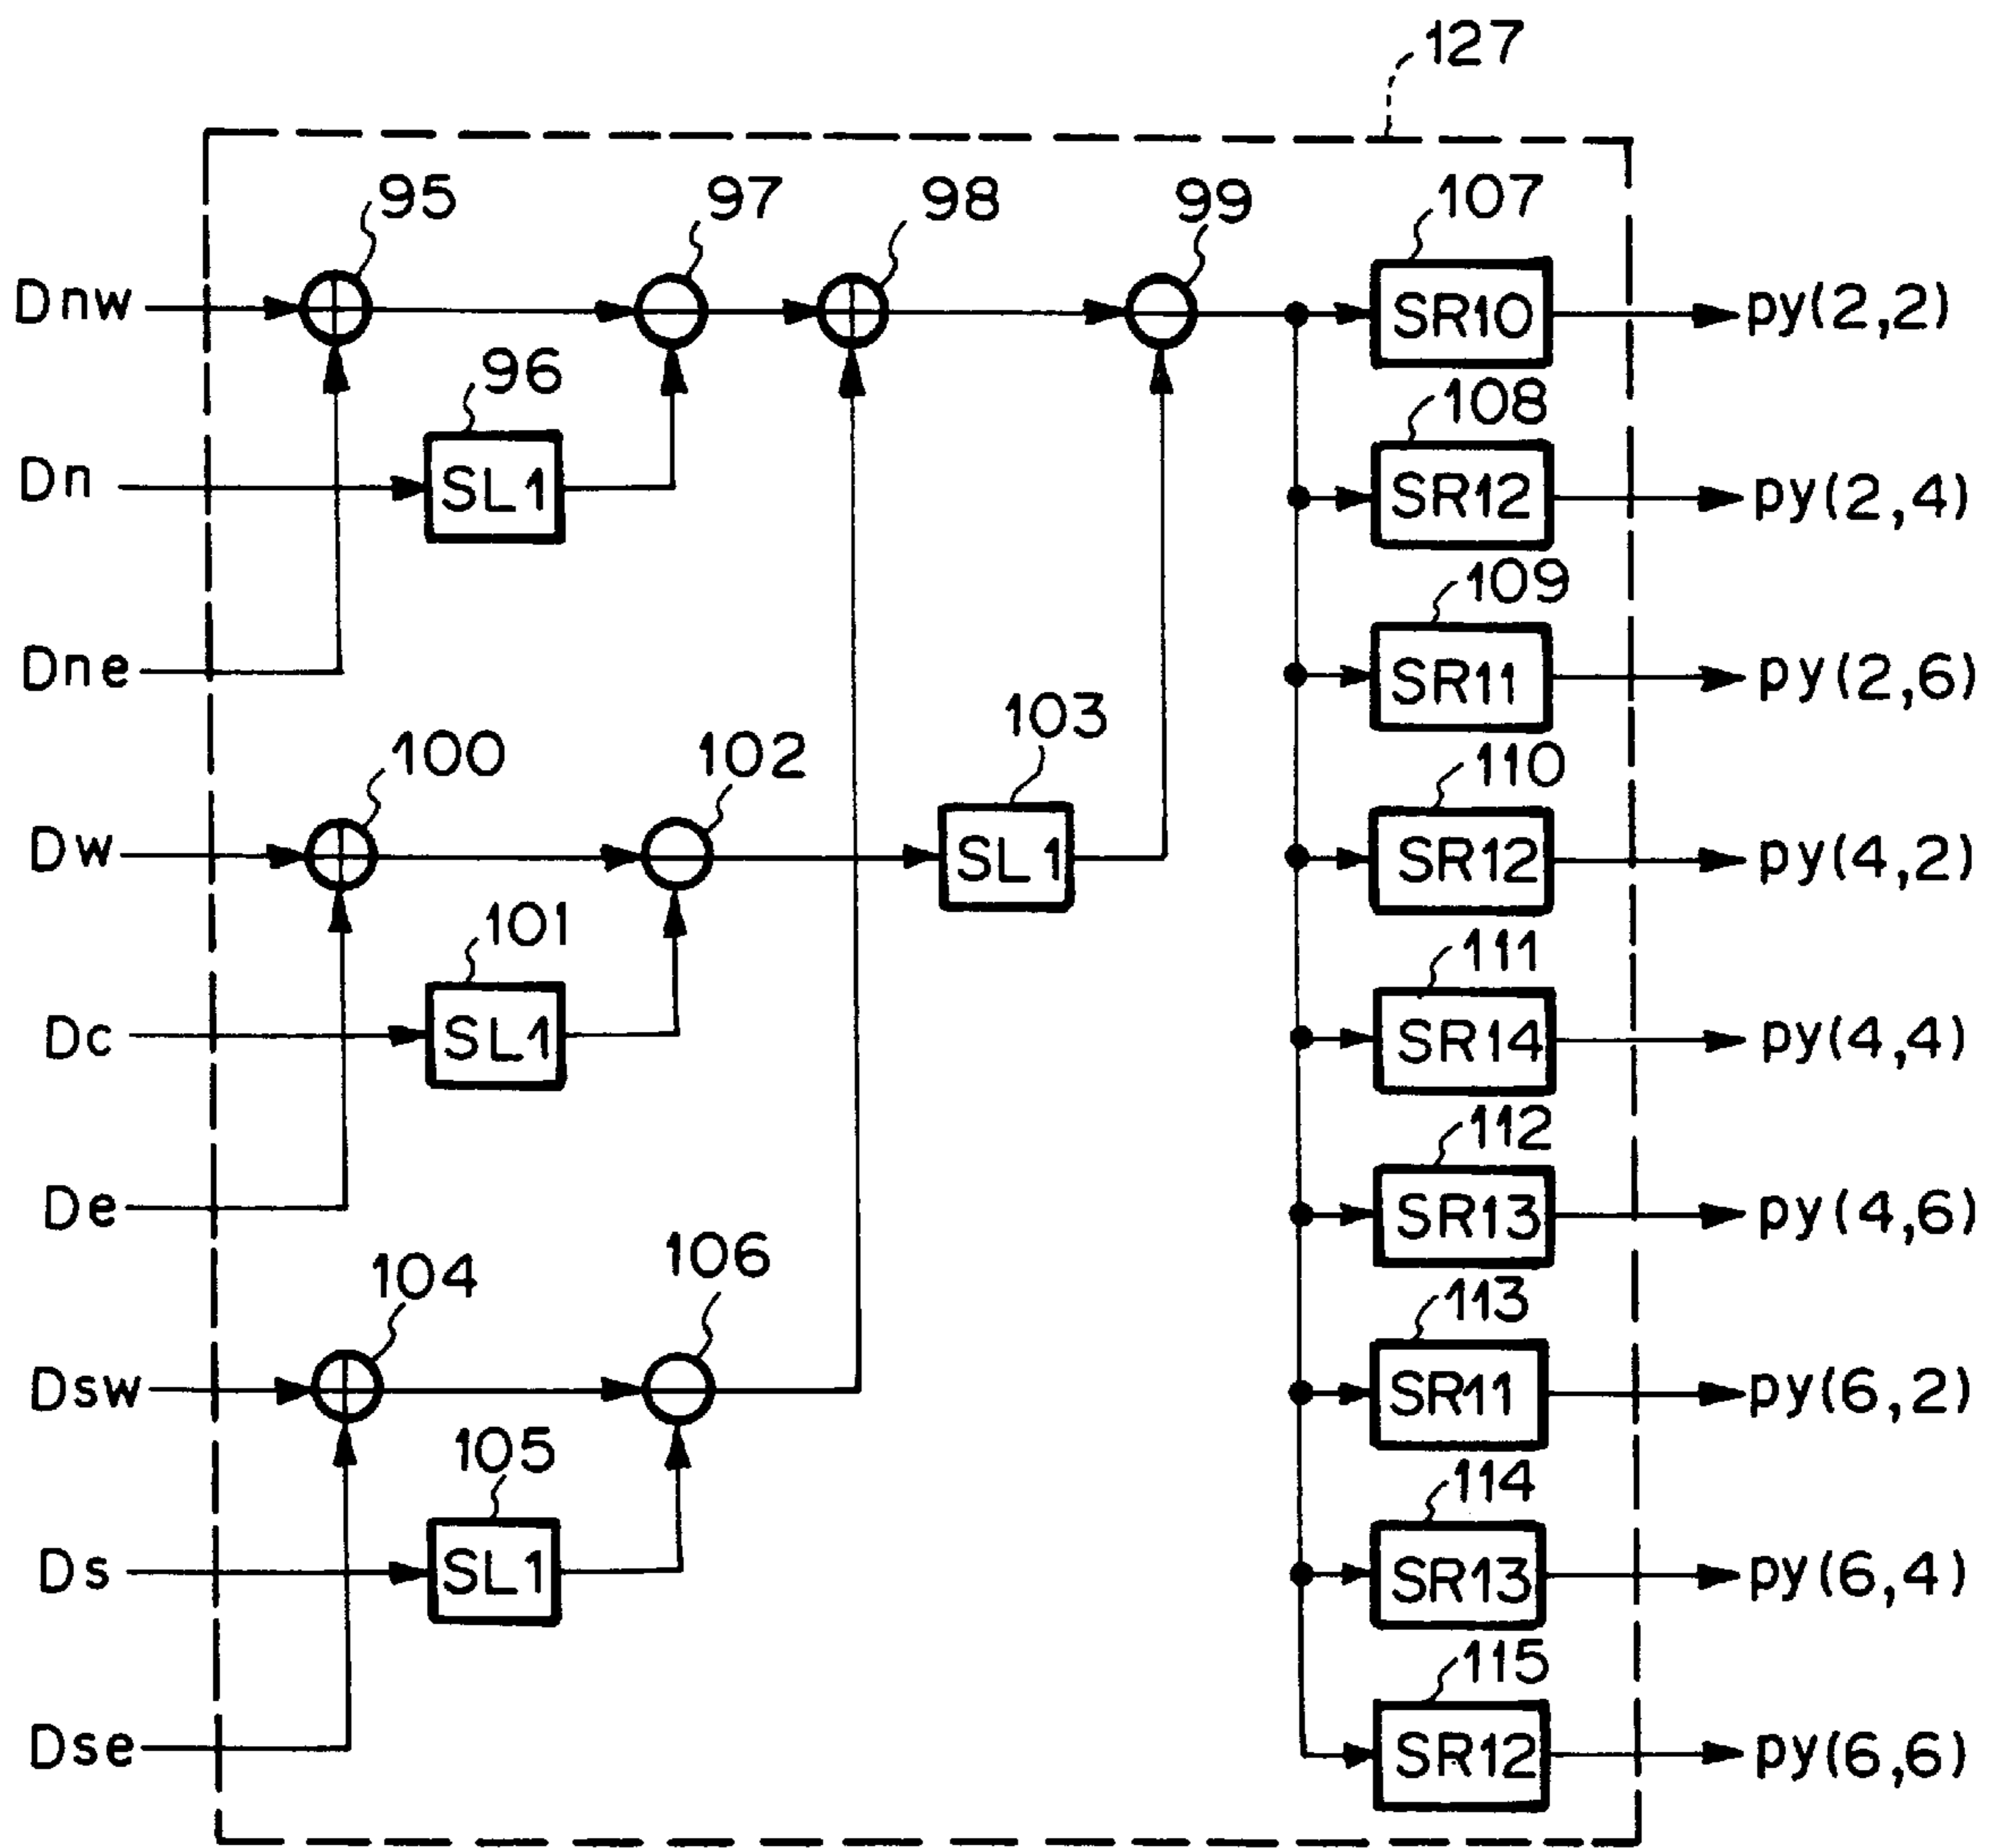 127
95
97
98
99
107
Dnw
SR10
py(2,2)
96
108
Dn
SL1
SR12
py(2,4)
109
Dne
SR11
py(2,6)
100
102
103
110
Dw
SL1
SR12
py(4,2)
101
111
Dc
SL1
SR14
py(4,4)
112
De
SR13
py(4,6)
104
106
113
Dsw
SR11
py(6,2)
105
114
Ds
SL1
SR13
py(6,4)
115
Dse
SR12
py(6,6)